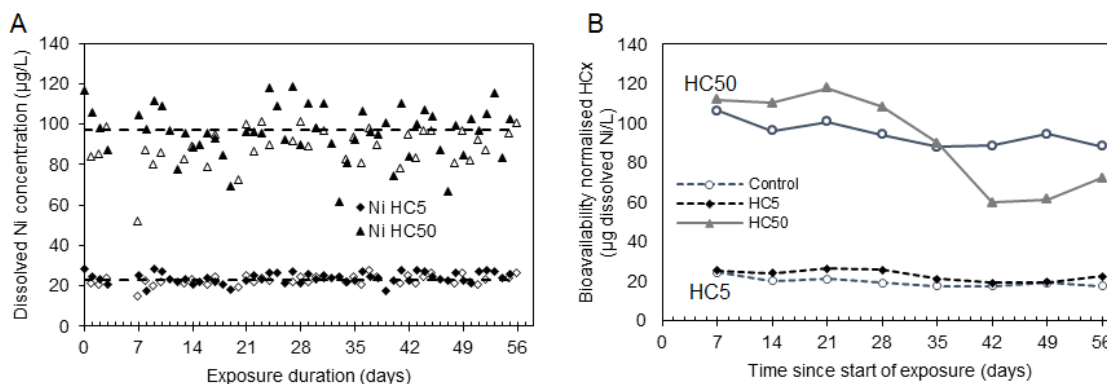 A
Dissolved Ni concentration (µg/L)
140
120
100
80
60
40
20
0
Ni HC5
Ni HC50
0 7 14 21 28 35 42 49 56
Exposure duration (days)
B
Bioavailability normalised HCx
(µg dissolved Ni/L)
140
120
100
80
60
40
20
0
HC50
Control
HC5
HC50
HC5
0 7 14 21 28 35 42 49 56
Time since start of exposure (days)